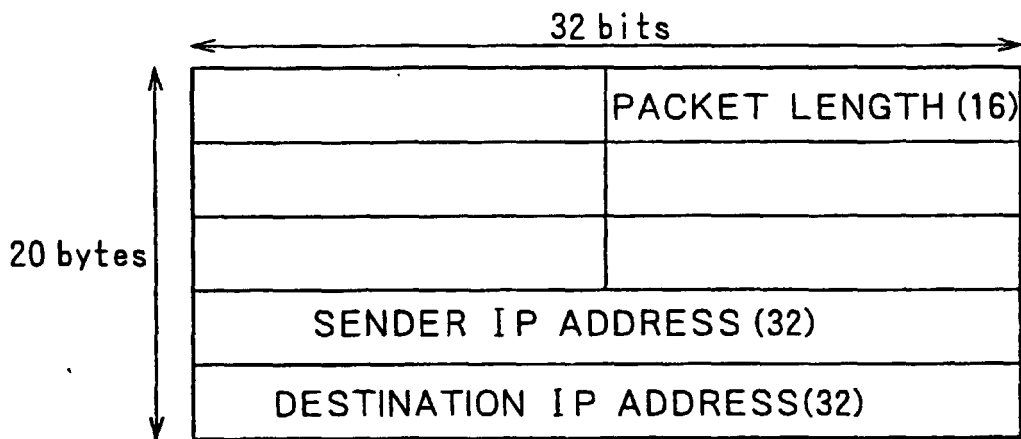 32 bits
PACKET LENGTH (16)
20 bytes
SENDER IP ADDRESS (32)
DESTINATION IP ADDRESS(32)